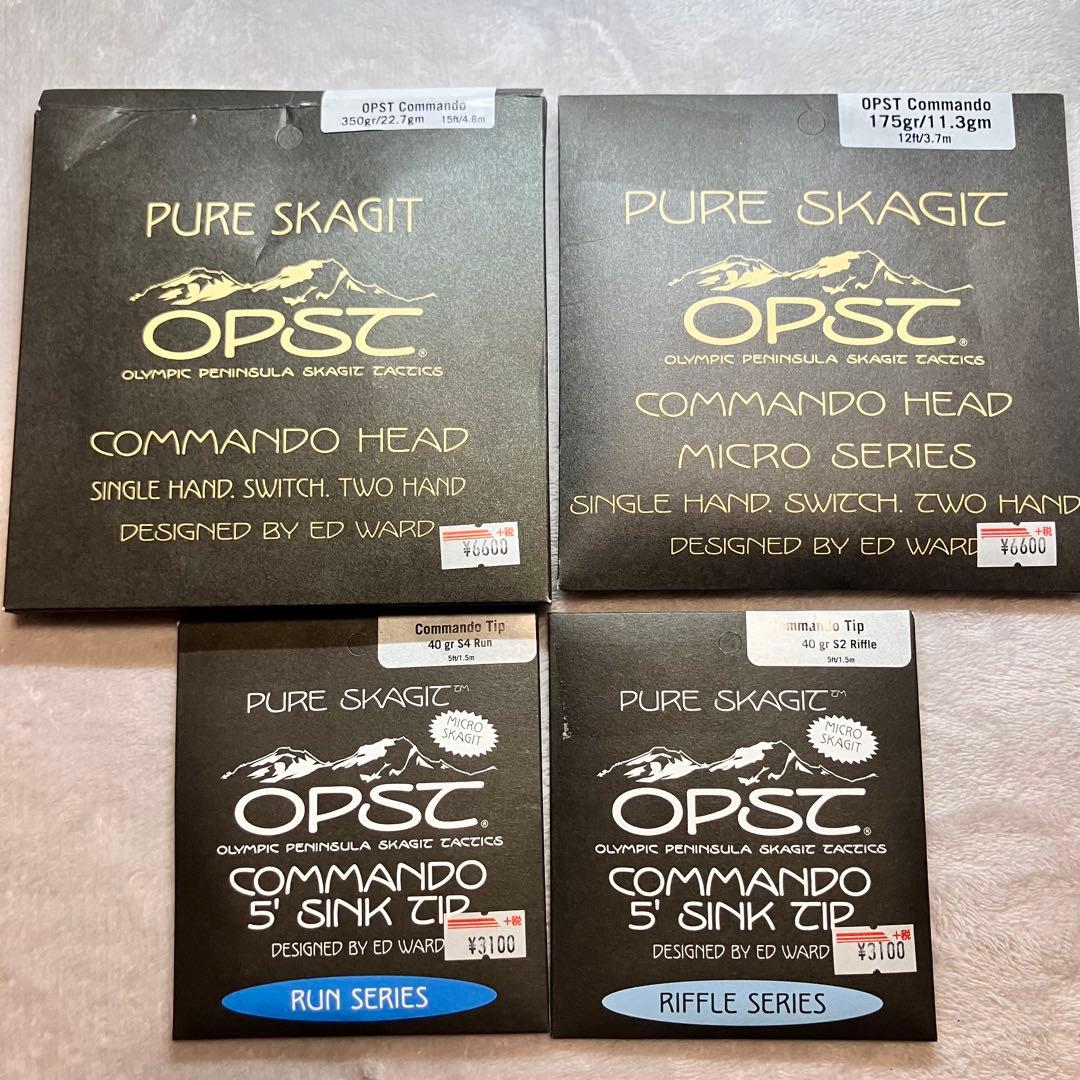 OPST Commando
350gr/22.7gm 15ft/4.6m
PURE SKAGIT
OPST®
OLYMPIC PENINSULA SKAGIT TACTICS
COMMANDO HEAD
SINGLE HAND. SWITCH. TWO HAND
DESIGNED BY ED WARD
+税
¥6600
OPST Commando
175gr/11.3gm
12ft/3.7m
PURE SKAGIT
OPST®
OLYMPIC PENINSULA SKAGIT TACTICS
COMMANDO HEAD
MICRO SERIES
SINGLE HAND. SWITCH. TWO HAND
DESIGNED BY ED WARD
+税
¥6600
Commando Tip
40 gr S4 Run
5ft/1.5m
PURE SKAGIT™
MICRO
SKAGIT
OPST®
OLYMPIC PENINSULA SKAGIT TACTICS
COMMANDO
5' SINK TIP
DESIGNED BY ED WARD
+税
¥3100
RUN SERIES
Commando Tip
40 gr S2 Riffle
5ft/1.5m
PURE SKAGIT™
MICRO
SKAGIT
OPST®
OLYMPIC PENINSULA SKAGIT TACTICS
COMMANDO
5' SINK TIP
DESIGNED BY ED WARD
+税
¥3100
RIFFLE SERIES